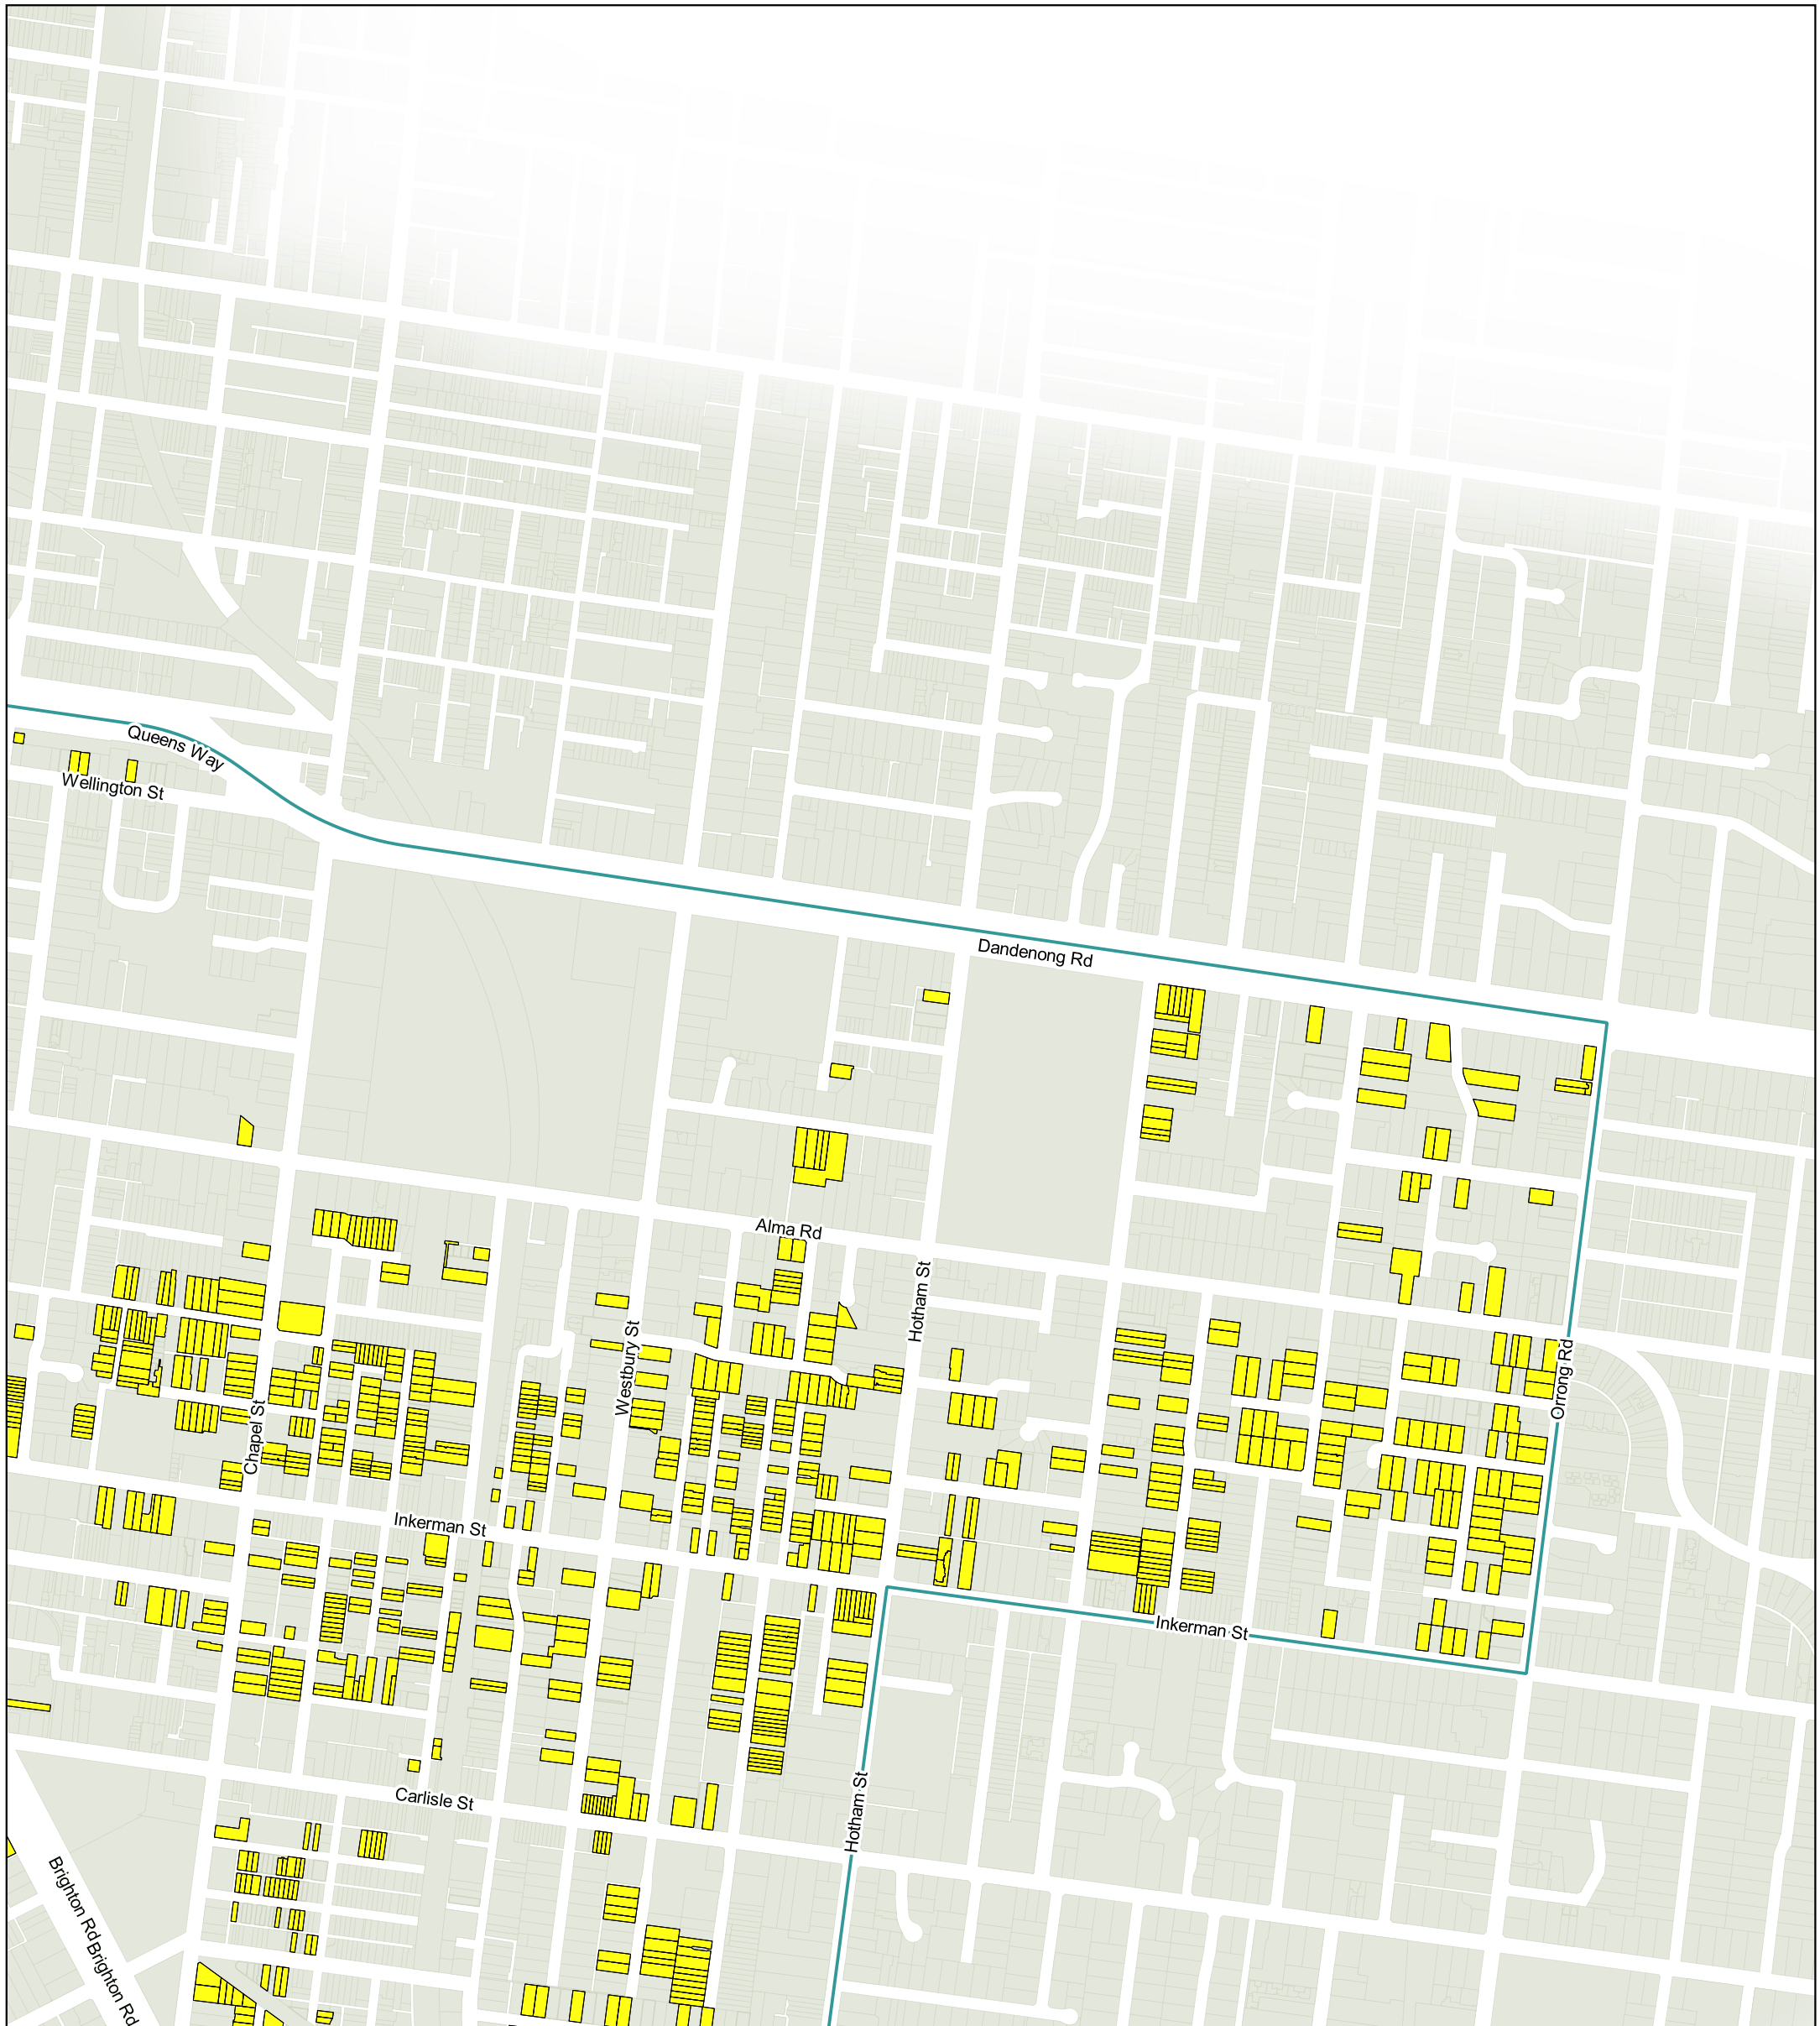 Queens Way
Wellington St
Dandenong Rd
Alma Rd
Hotham St
Westbury St
Orrong Rd
Chapel St
Inkerman St
Inkerman St
Carlisle St
Hotham St
Brighton Rd
Brighton Rd